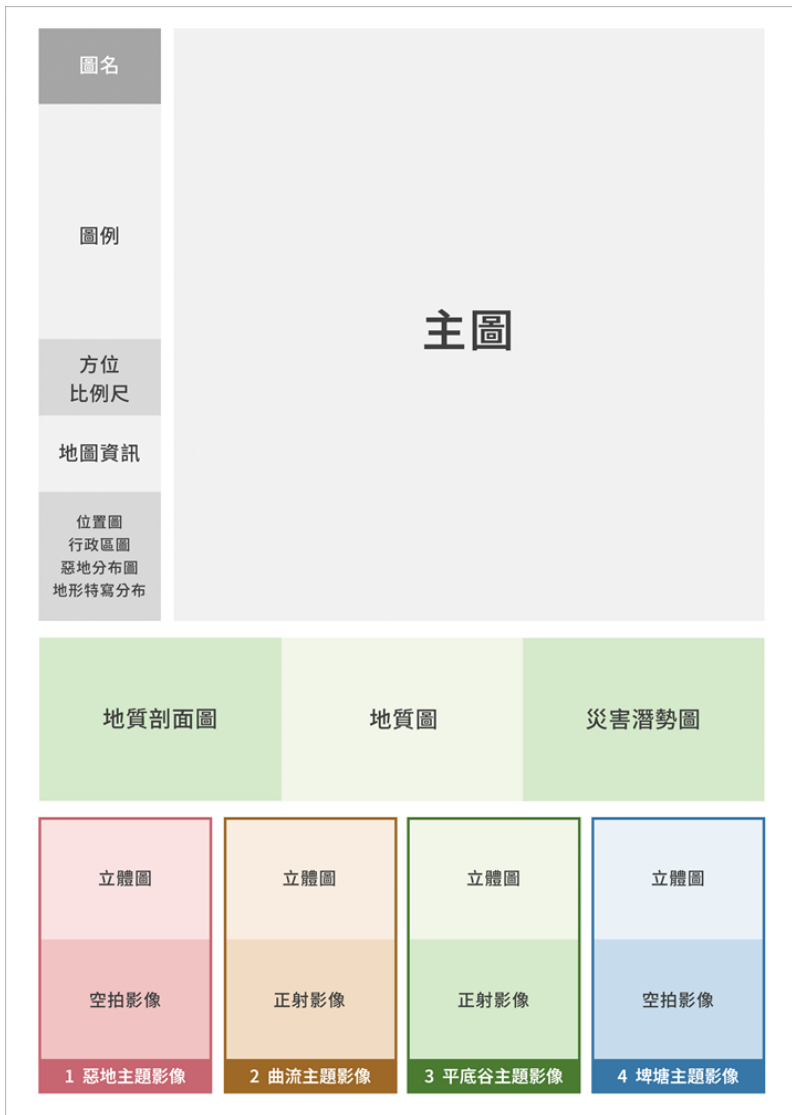 圖名
圖例
方位
比例尺
地圖資訊
位置圖
行政區圖
惡地分布圖
地形特寫分布
主圖
地質剖面圖
地質圖
災害潛勢圖
立體圖
空拍影像
1 惡地主題影像
立體圖
正射影像
2 曲流主題影像
立體圖
正射影像
3 平底谷主題影像
立體圖
空拍影像
4 埤塘主題影像